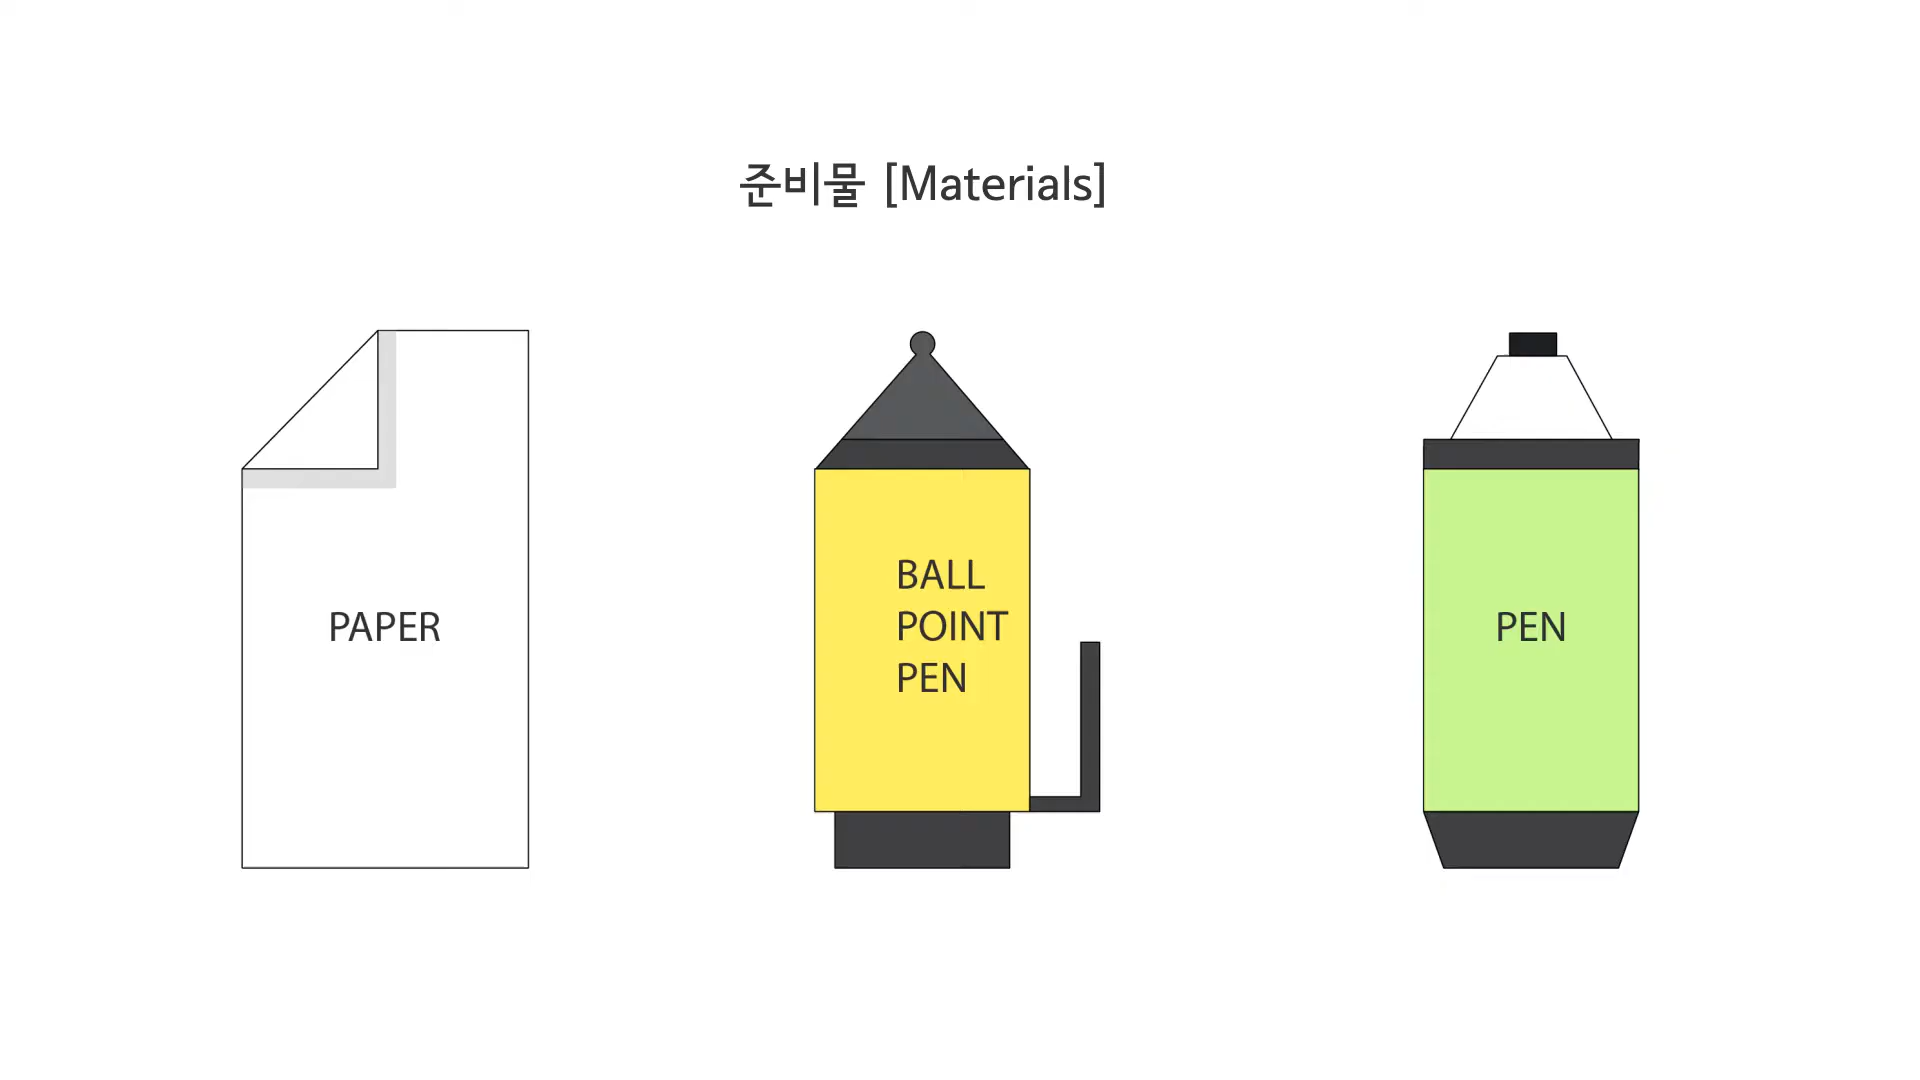 준비물 [Materials]
PAPER
BALL
POINT
PEN
PEN